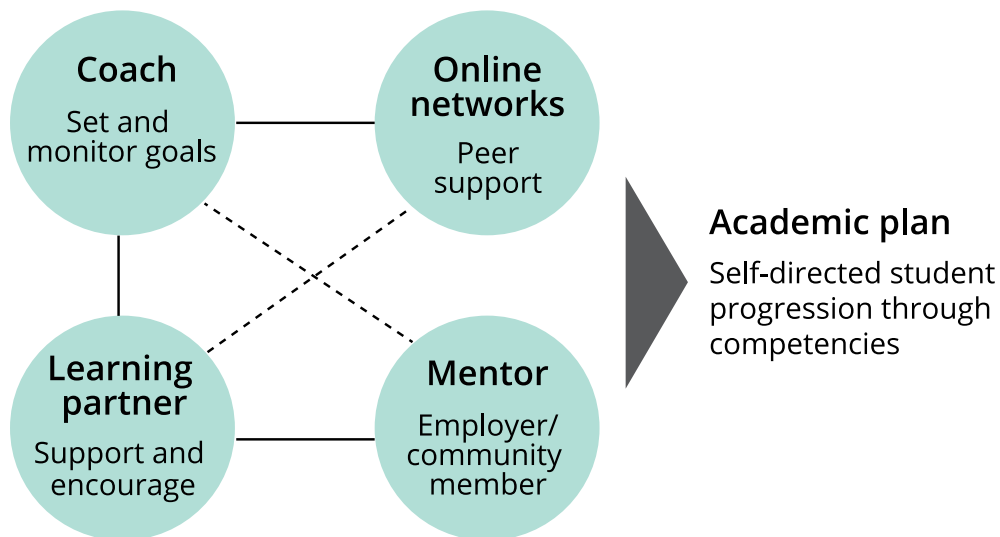 Coach
Set and
monitor goals
Online
networks
Peer
support
Learning
partner
Support and
encourage
Mentor
Employer/
community
member
Academic plan
Self-directed student
progression through
competencies